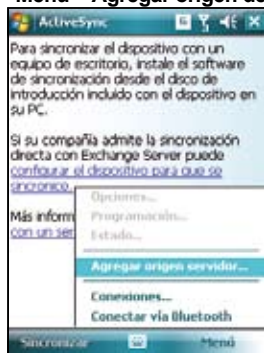 "Menú - Agregar origen de
ActiveSync
Para sincronizar el dispositivo con un
equipo de escritorio, instale el software
de sincronización desde el disco de
introducción incluido con el dispositivo en
su PC.
Si su compañía admite la sincronización
directa con Exchange Server puede
configurar el dispositivo para que se
sincronice
Más inform
con un ser
Opciones...
Programación...
Estado...
Agregar origen servidor...
Conexiones...
Conectar vía Bluetooth
Sincronizar
Menú